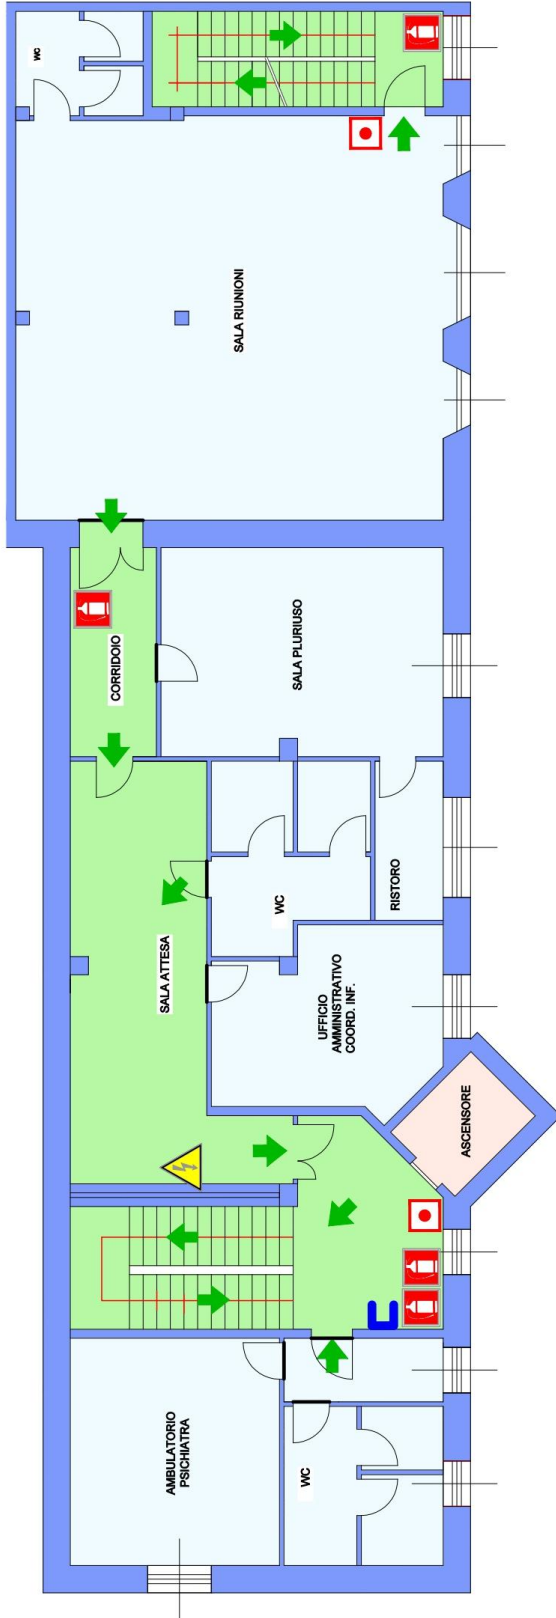 WC
SALA RIUNIONI
CORRIDOIO
SALA PLURIUSO
SALA ATTESA
WC
RISTORO
UFFICIO
AMMINISTRATIVO
COORD. INF.
ASCENSORE
AMBULATORIO
PSICHIATRA
WC